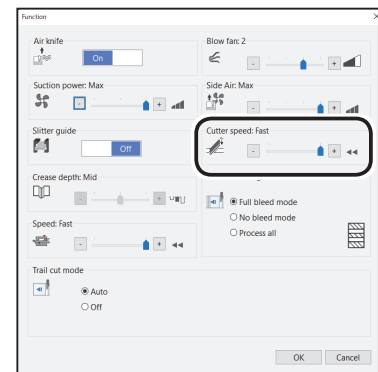 Function
Air knife
On
Blow fan: 2
Suction power: Max
Side Air: Max
Slitter guide
Off
Cutter speed: Fast
Crease depth: Mid
Full bleed mode
No bleed mode
Process all
Speed: Fast
Trail cut mode
Auto
Off
OK Cancel